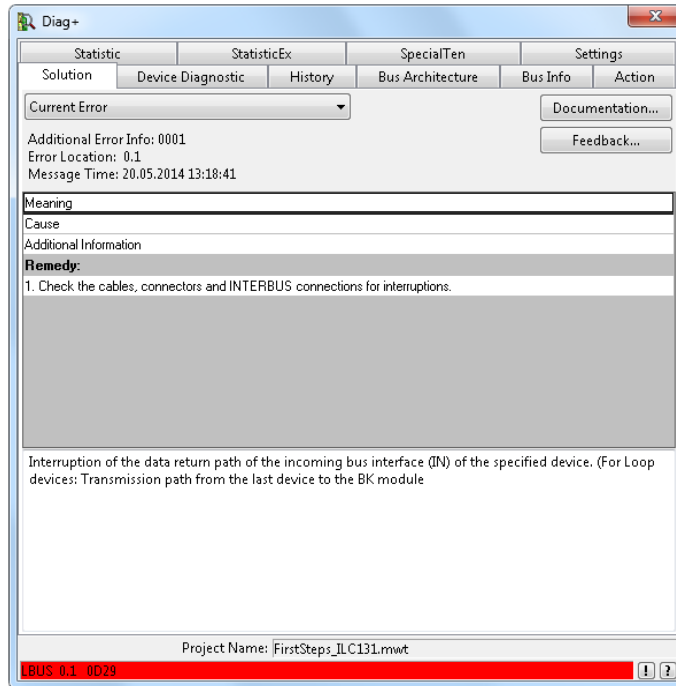 Diag+
Statistic StatisticEx SpecialTen Settings
Solution Device Diagnostic History Bus Architecture Bus Info Action
Current Error
Documentation...
Feedback...
Additional Error Info: 0001
Error Location: 0.1
Message Time: 20.05.2014 13:18:41
Meaning
Cause
Additional Information
Remedy:
1. Check the cables, connectors and INTERBUS connections for interruptions.
Interruption of the data return path of the incoming bus interface (IN) of the specified device. (For Loop
devices: Transmission path from the last device to the BK module
Project Name: FirstSteps_ILC131.mwt
LBUS 0.1 0D29 ! ?